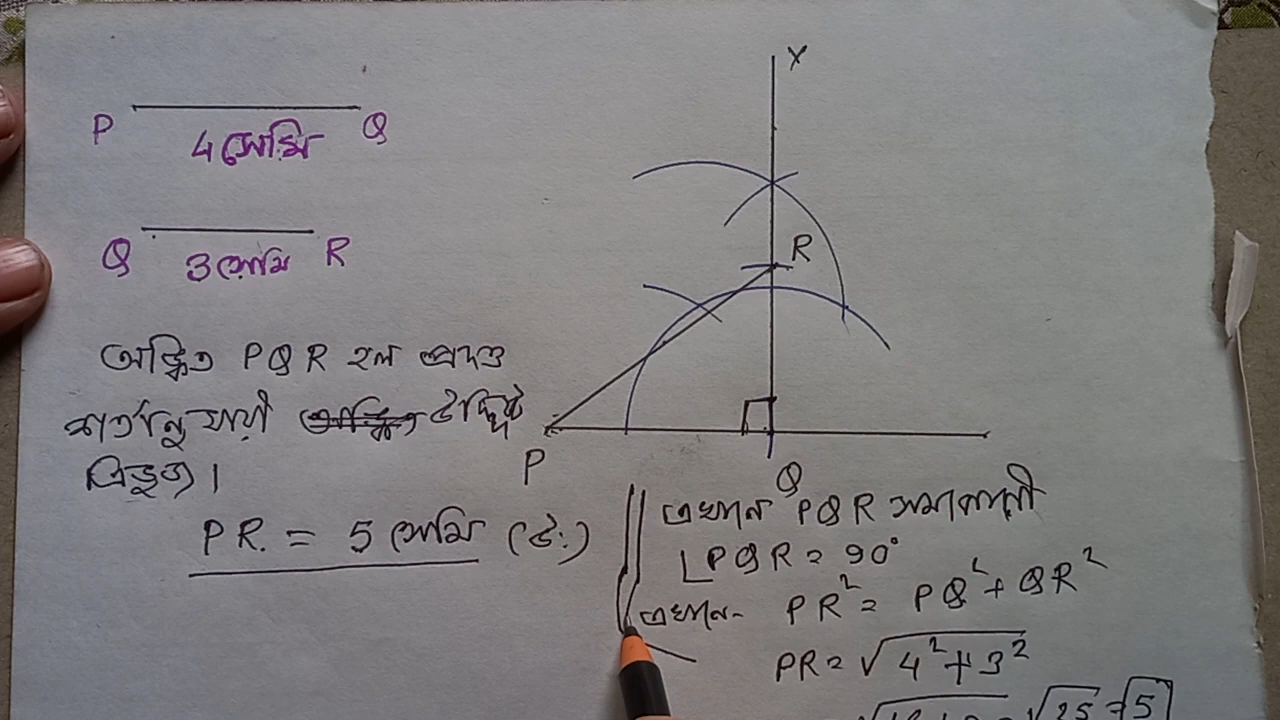 P Q
4 সেমি
Q 3 সেমি R
অঙ্কিত PQR হল প্রদত্ত
শর্তানুযায়ী উদ্দিষ্ট
ত্রিভুজ।
PR. = 5 সেমি (উঃ)
X
R
P
Q
এখানে PQR সমকোণী
∟PQR = 90°
এখানে- PR² = PQ² + QR²
PR = √4² + 3²
= √25 = 5